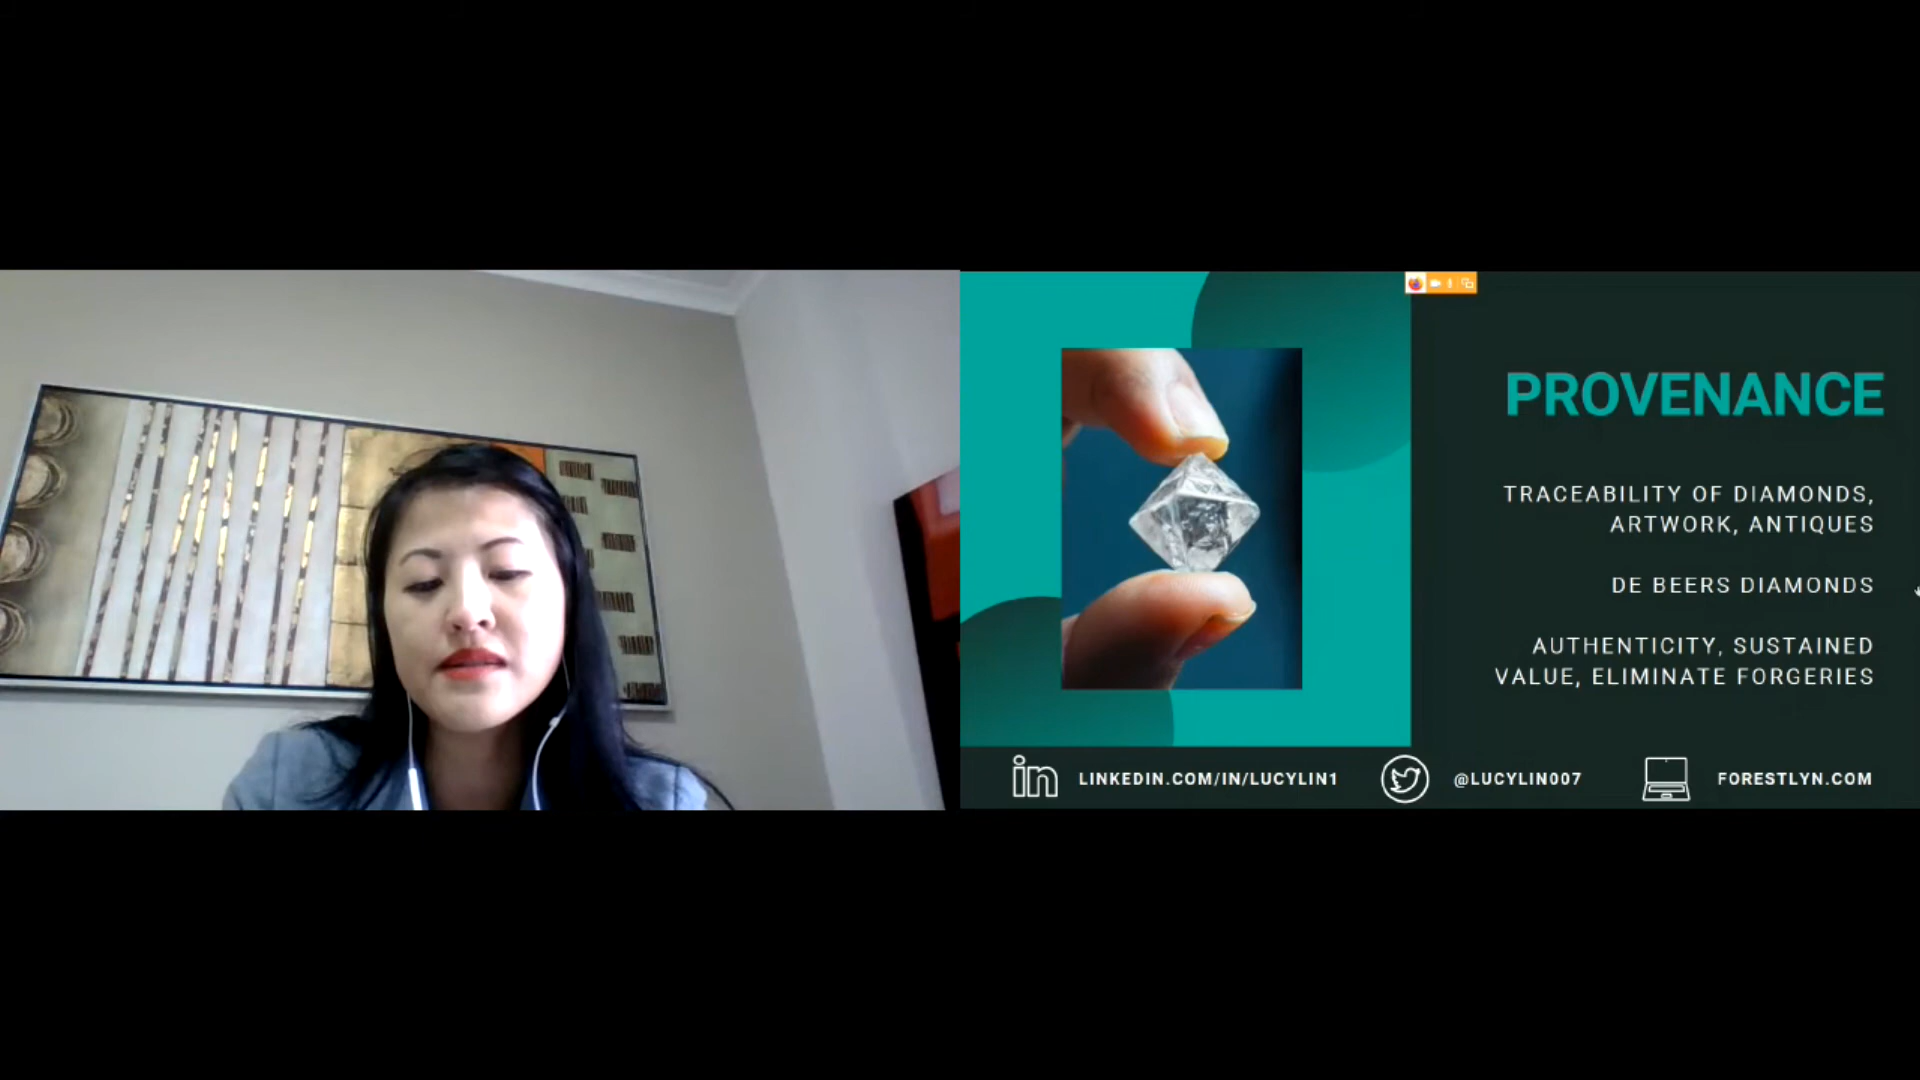 PROVENANCE
TRACEABILITY OF DIAMONDS,
ARTWORK, ANTIQUES
DE BEERS DIAMONDS
AUTHENTICITY, SUSTAINED
VALUE, ELIMINATE FORGERIES
in
LINKEDIN.COM/IN/LUCYLIN1
@LUCYLIN007
FORESTLYN.COM